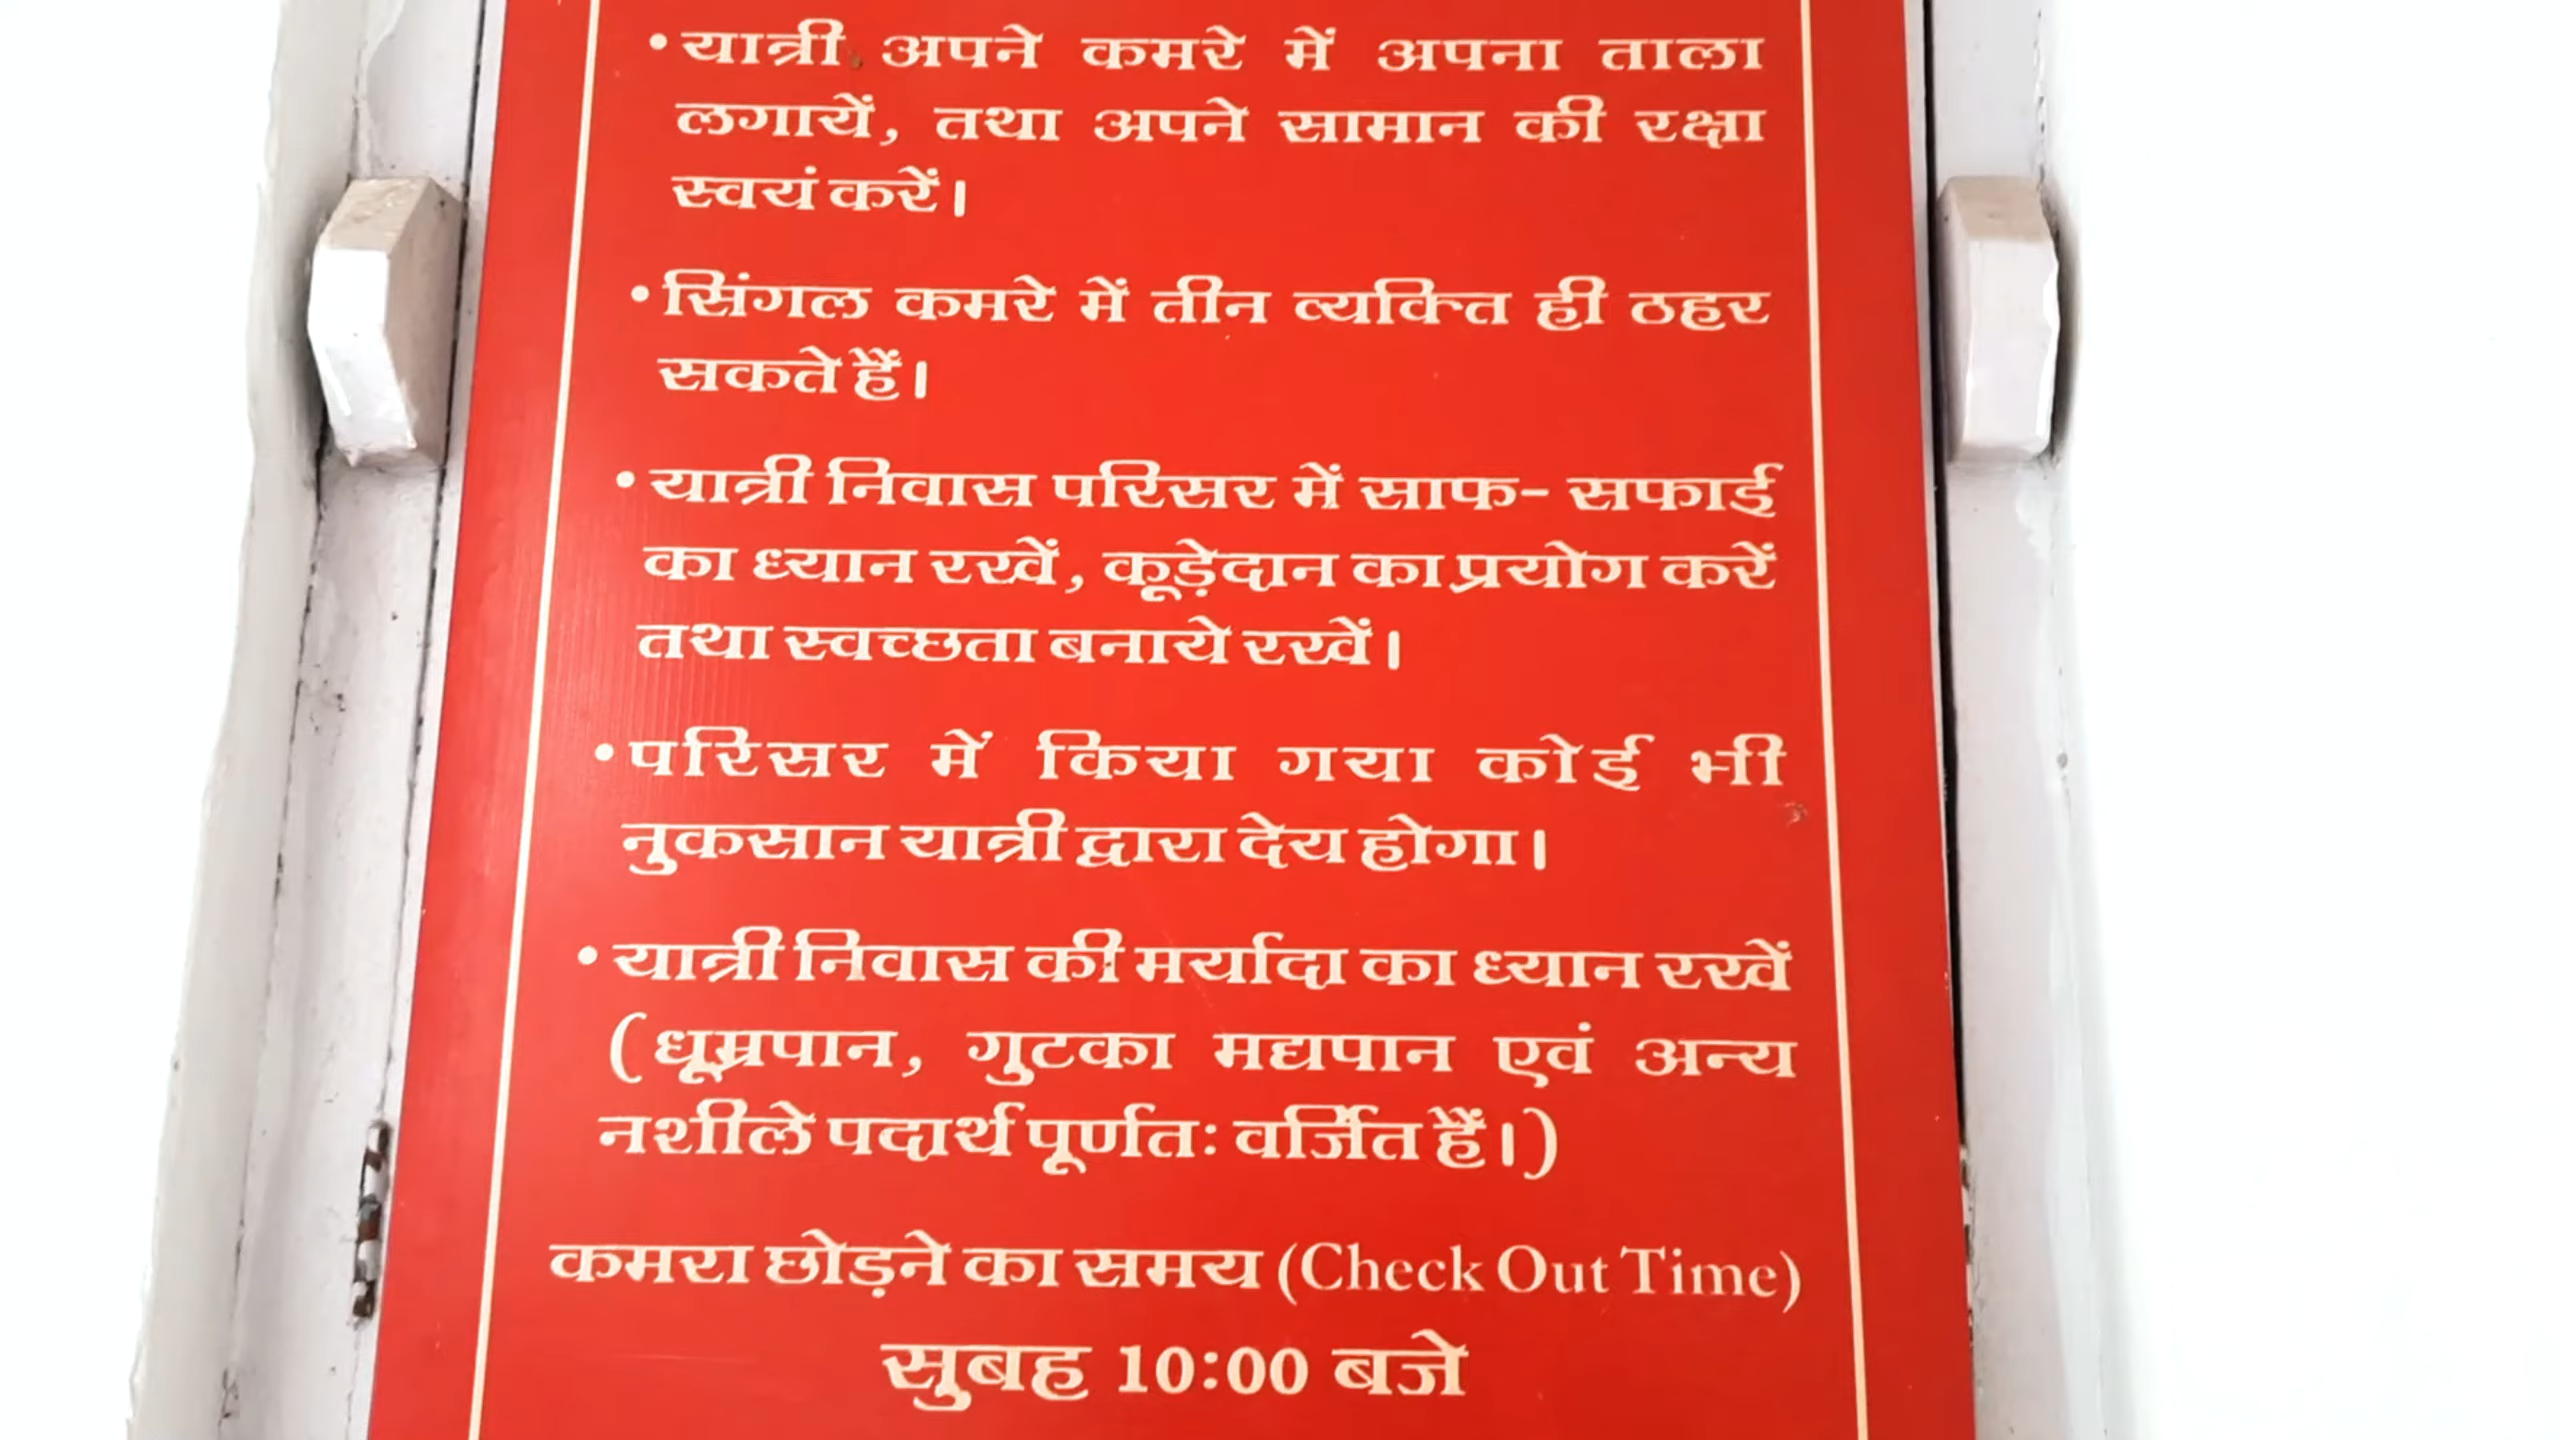 • यात्री अपने कमरे में अपना ताला
लगायें, तथा अपने सामान की रक्षा
स्वयं करें।
• सिंगल कमरे में तीन व्यक्ति ही ठहर
सकते हैं।
• यात्री निवास परिसर में साफ- सफाई
का ध्यान रखें, कूड़ेदान का प्रयोग करें
तथा स्वच्छता बनाये रखें।
• परिसर में किया गया कोई भी
नुकसान यात्री द्वारा देय होगा।
• यात्री निवास की मर्यादा का ध्यान रखें
(धूम्रपान, गुटका मद्यपान एवं अन्य
नशीले पदार्थ पूर्णतः वर्जित हैं।)
कमरा छोड़ने का समय (Check Out Time)
सुबह 10:00 बजे